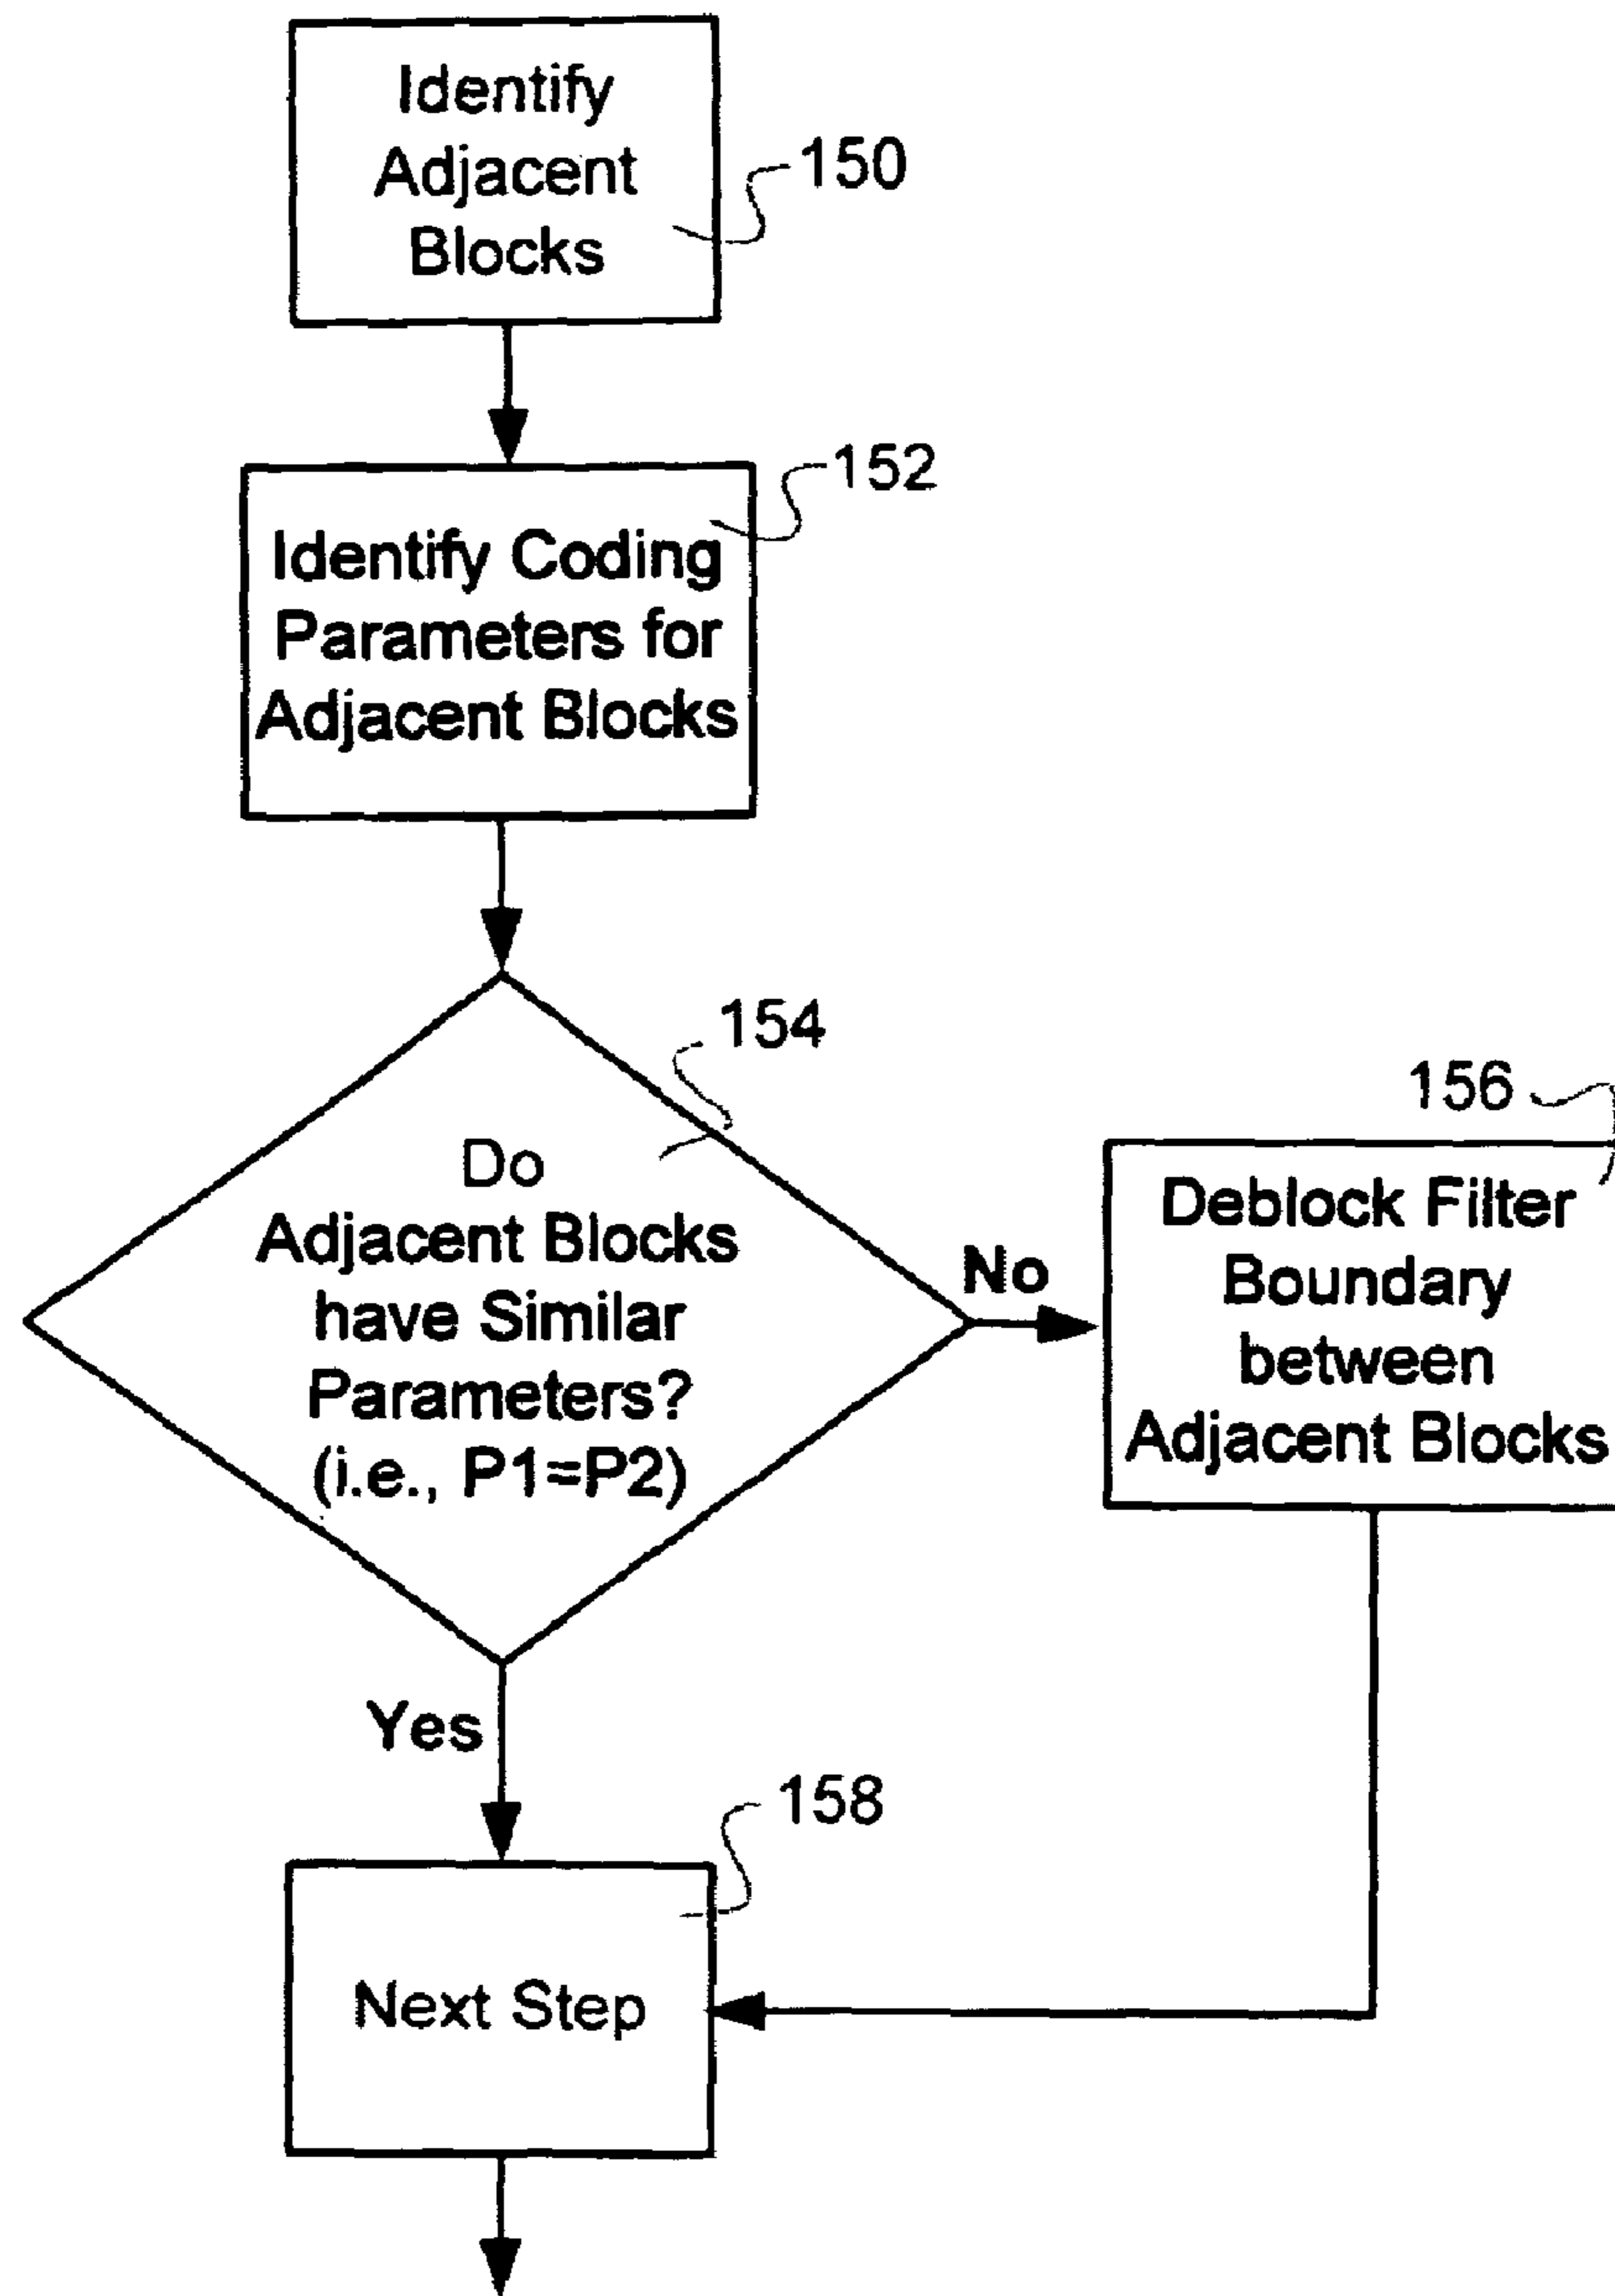 Identify
Adjacent
Blocks
150
152
Identify Coding
Parameters for
Adjacent Blocks
154
Do
Adjacent Blocks
have Similar
Parameters?
(i.e., P1=P2)
No
156
Deblock Filter
Boundary
between
Adjacent Blocks
Yes
158
Next Step